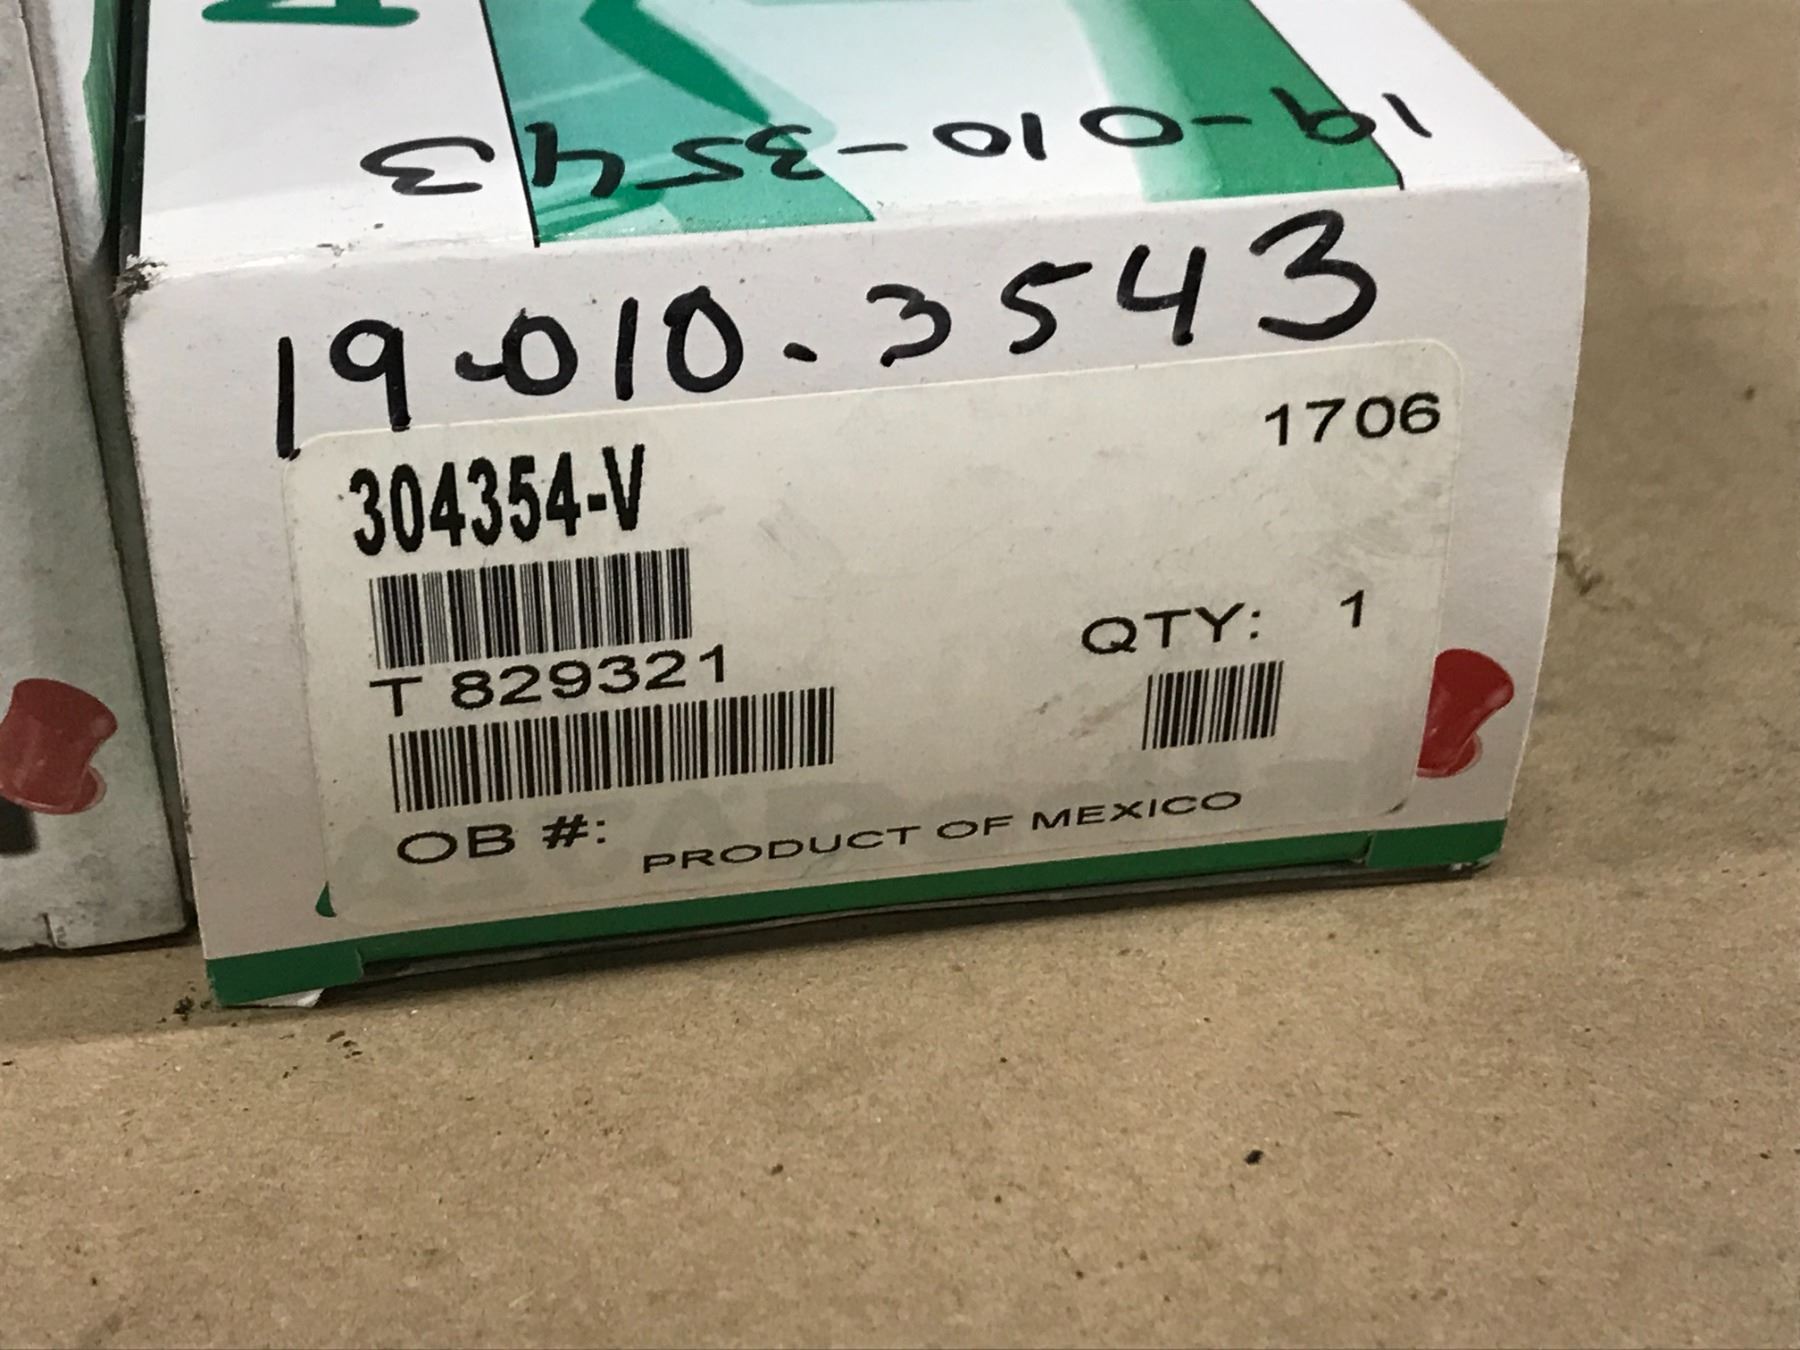 19-010-3543
19-010.3543
1706
304354-V
T 829321
QTY: 1
OB #:
PRODUCT OF MEXICO